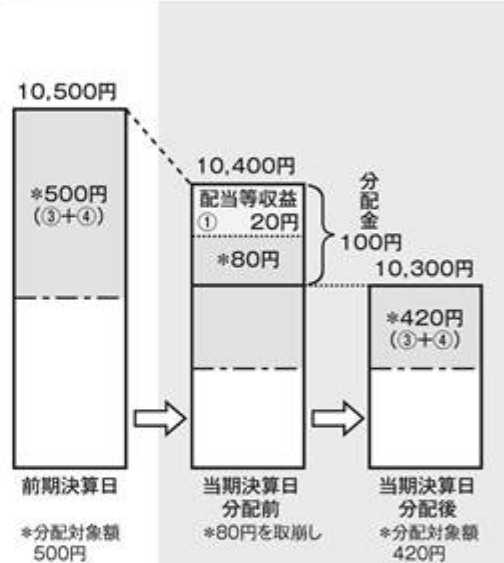 10,500円
*500円
(③+④)
前期決算日
*分配対象額
500円
10,400円
配当等収益
① 20円
*80円
分配金
100円
当期決算日
分配前
*80円を取崩し
10,300円
*420円
(③+④)
当期決算日
分配後
*分配対象額
420円